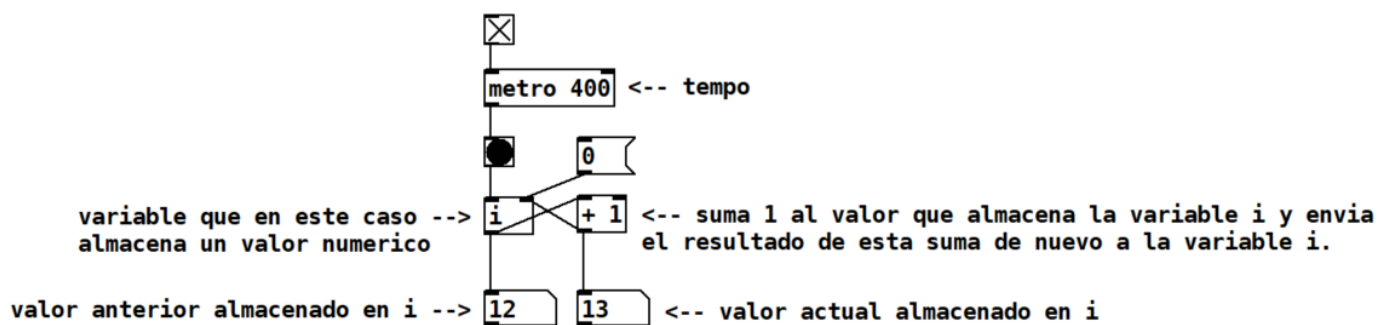 metro 400 <-- tempo
0
variable que en este caso --> i + 1 <-- suma 1 al valor que almacena la variable i y envia
almacena un valor numerico el resultado de esta suma de nuevo a la variable i.
valor anterior almacenado en i --> 12 13 <-- valor actual almacenado en i